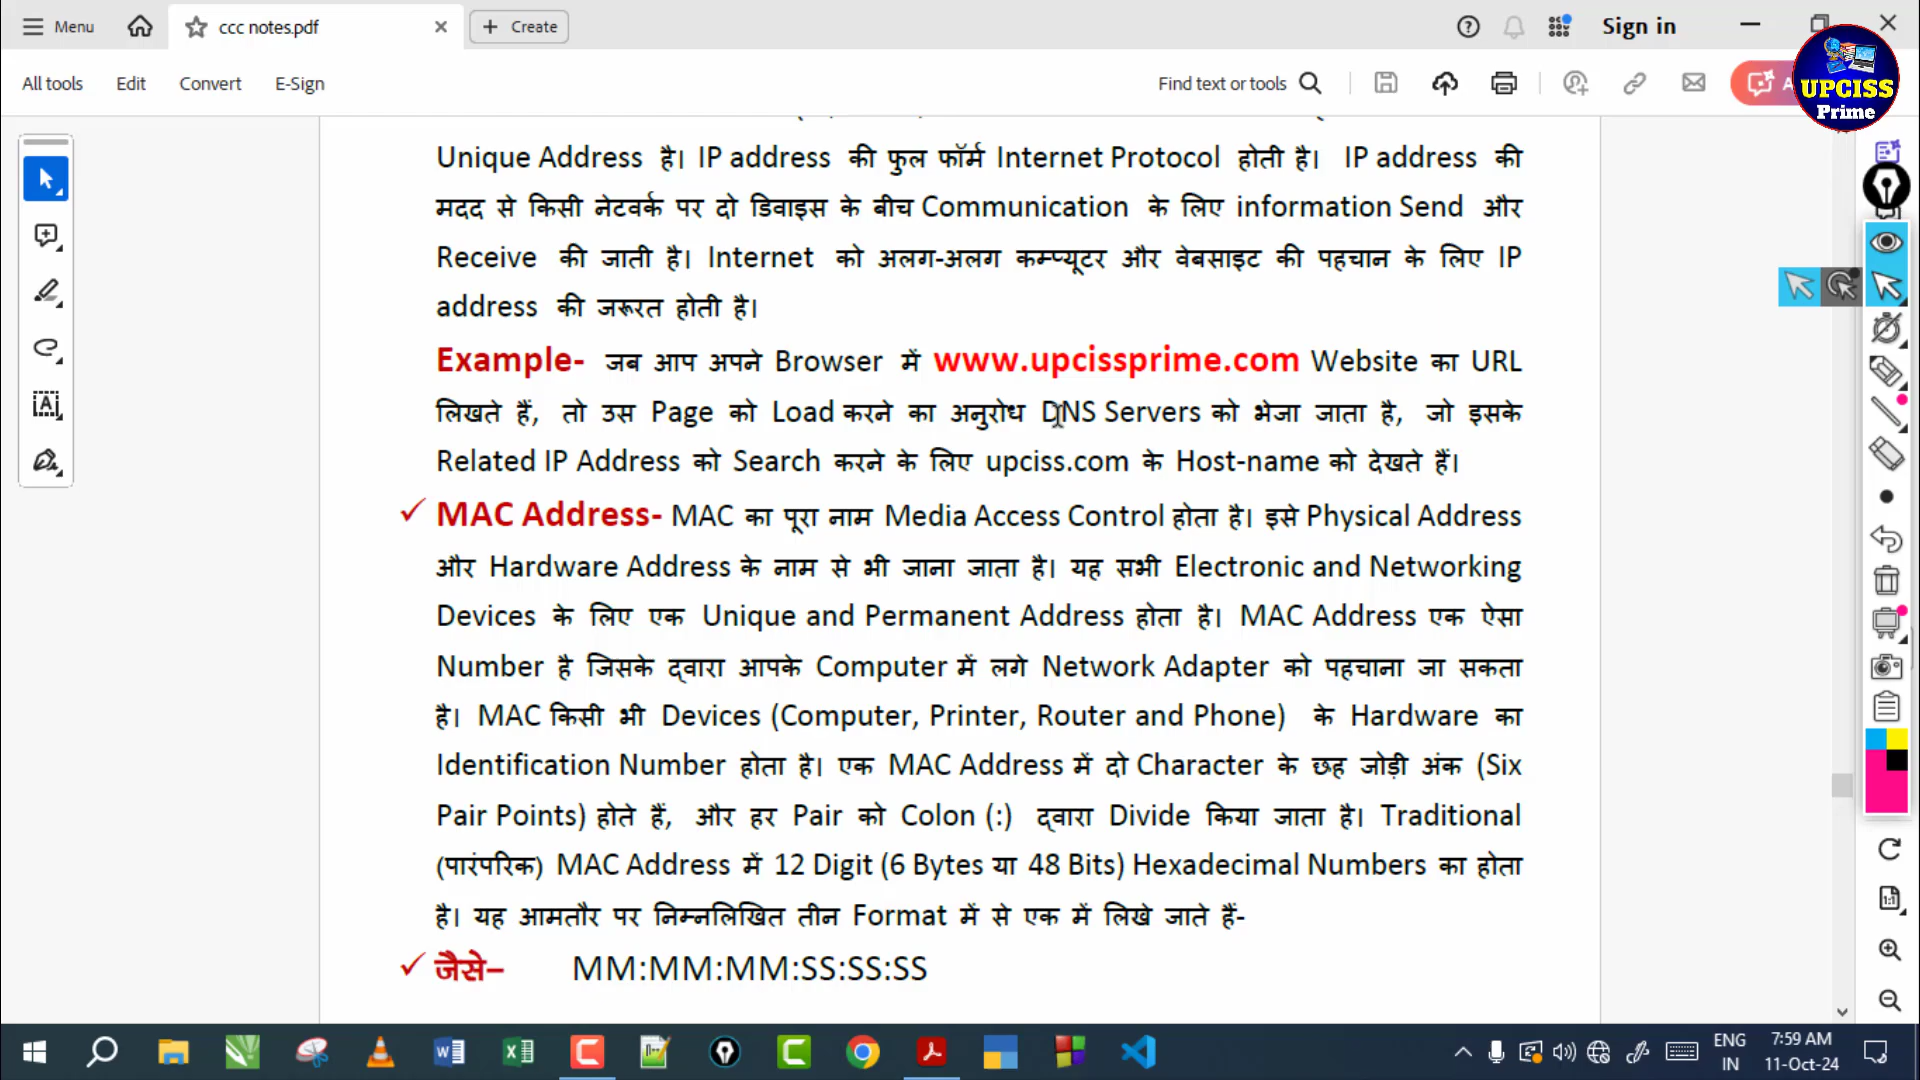 Menu
ccc notes.pdf
Create
Sign in
All tools
Edit
Convert
E-Sign
Find text or tools
UPCISS
Prime
Unique Address है। IP address की फुल फॉर्म Internet Protocol होती है। IP address की
मदद से किसी नेटवर्क पर दो डिवाइस के बीच Communication के लिए information Send और
Receive की जाती है। Internet को अलग-अलग कम्प्यूटर और वेबसाइट की पहचान के लिए IP
address की जरूरत होती है।
Example- जब आप अपने Browser में www.upcissprime.com Website का URL
लिखते हैं, तो उस Page को Load करने का अनुरोध DNS Servers को भेजा जाता है, जो इसके
Related IP Address को Search करने के लिए upciss.com के Host-name को देखते हैं।
✓ MAC Address- MAC का पूरा नाम Media Access Control होता है। इसे Physical Address
और Hardware Address के नाम से भी जाना जाता है। यह सभी Electronic and Networking
Devices के लिए एक Unique and Permanent Address होता है। MAC Address एक ऐसा
Number है जिसके द्वारा आपके Computer में लगे Network Adapter को पहचाना जा सकता
है। MAC किसी भी Devices (Computer, Printer, Router and Phone) के Hardware का
Identification Number होता है। एक MAC Address में दो Character के छह जोड़ी अंक (Six
Pair Points) होते हैं, और हर Pair को Colon (:) द्वारा Divide किया जाता है। Traditional
(पारंपरिक) MAC Address में 12 Digit (6 Bytes या 48 Bits) Hexadecimal Numbers का होता
है। यह आमतौर पर निम्नलिखित तीन Format में से एक में लिखे जाते हैं-
✓ जैसे– MM:MM:MM:SS:SS:SS
ENG
IN
7:59 AM
11-Oct-24